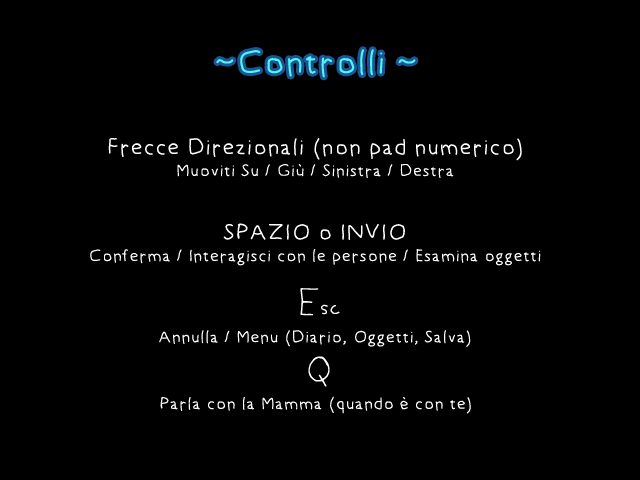 ~Controlli ~
Frecce Direzionali (non pad numerico)
Muoviti Su / Giù / Sinistra / Destra
SPAZIO o INVIO
Conferma / Interagisci con le persone / Esamina oggetti
Esc
Annulla / Menu (Diario, Oggetti, Salva)
Q
Parla con la Mamma (quando è con te)